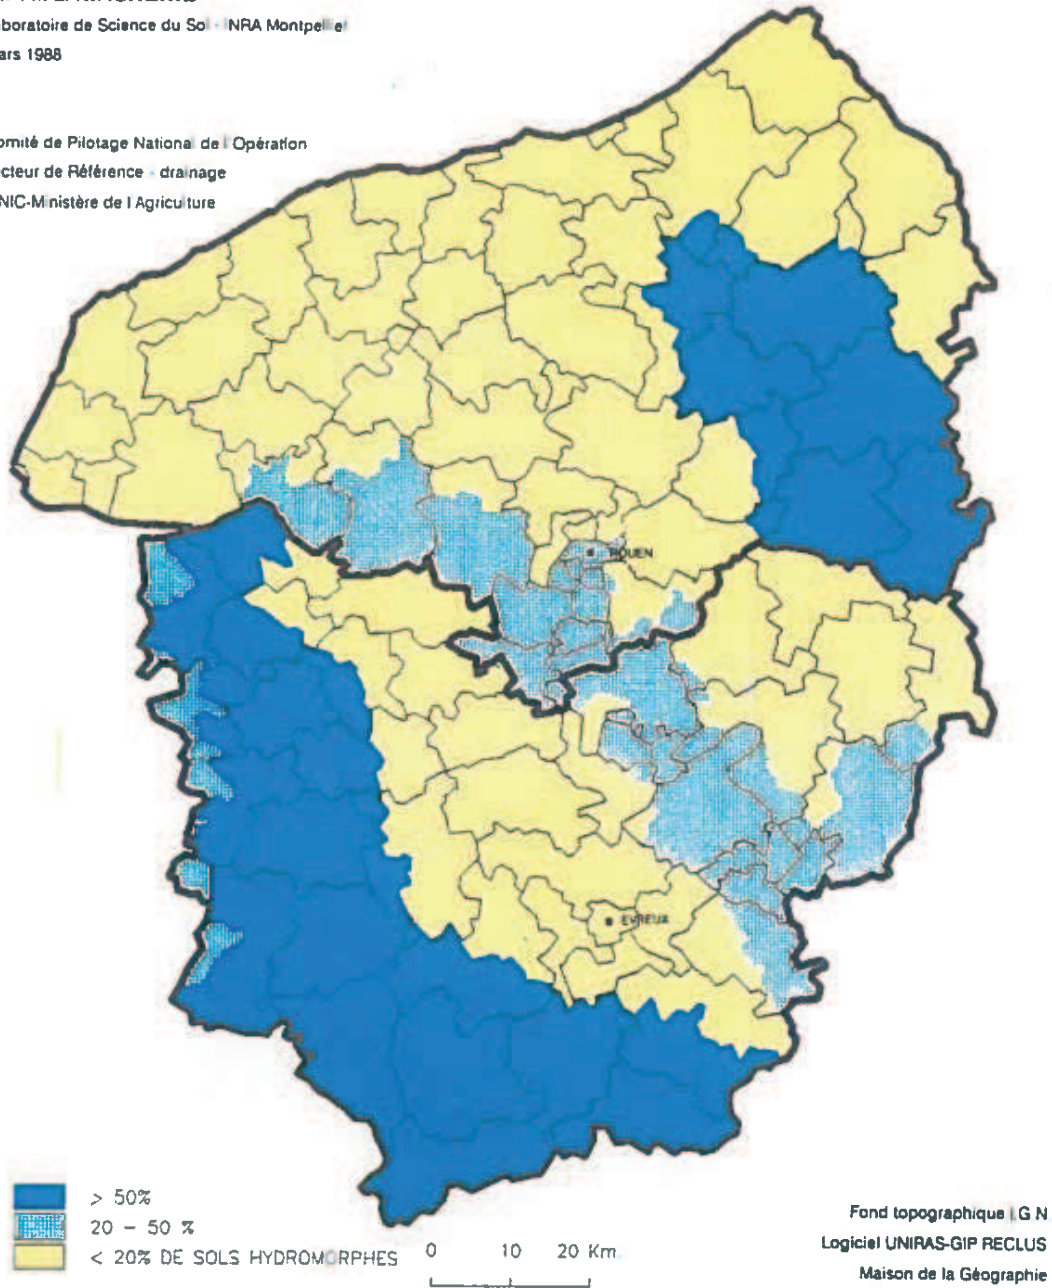 boratoire de Science du Sol - INRA Montpellier
ars 1988
omité de Pilotage National de l'Opération
cteur de Référence - drainage
NIC-Ministère de l'Agriculture
ROUEN
EVREUX
> 50%
20 - 50 %
< 20% DE SOLS HYDROMORPHES
0 10 20 Km
Fond topographique I.G.N
Logiciel UNIRAS-GIP RECLUS
Maison de la Géographie